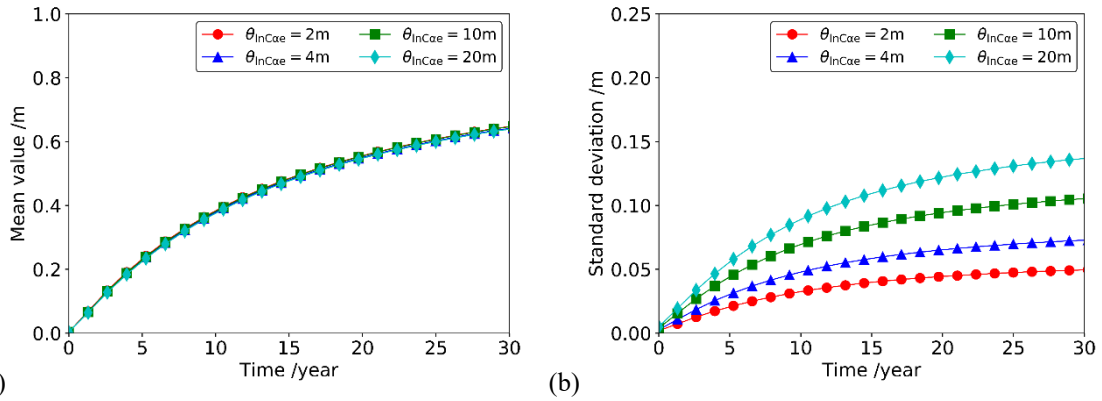 1.0
0.8
0.6
0.4
0.2
0.0
Mean value /m
θlnCαe = 2m
θlnCαe = 4m
θlnCαe = 10m
θlnCαe = 20m
0 5 10 15 20 25 30
Time /year
)
0.25
0.20
0.15
0.10
0.05
0.00
Standard deviation /m
θlnCαe = 2m
θlnCαe = 4m
θlnCαe = 10m
θlnCαe = 20m
0 5 10 15 20 25 30
Time /year
(b)